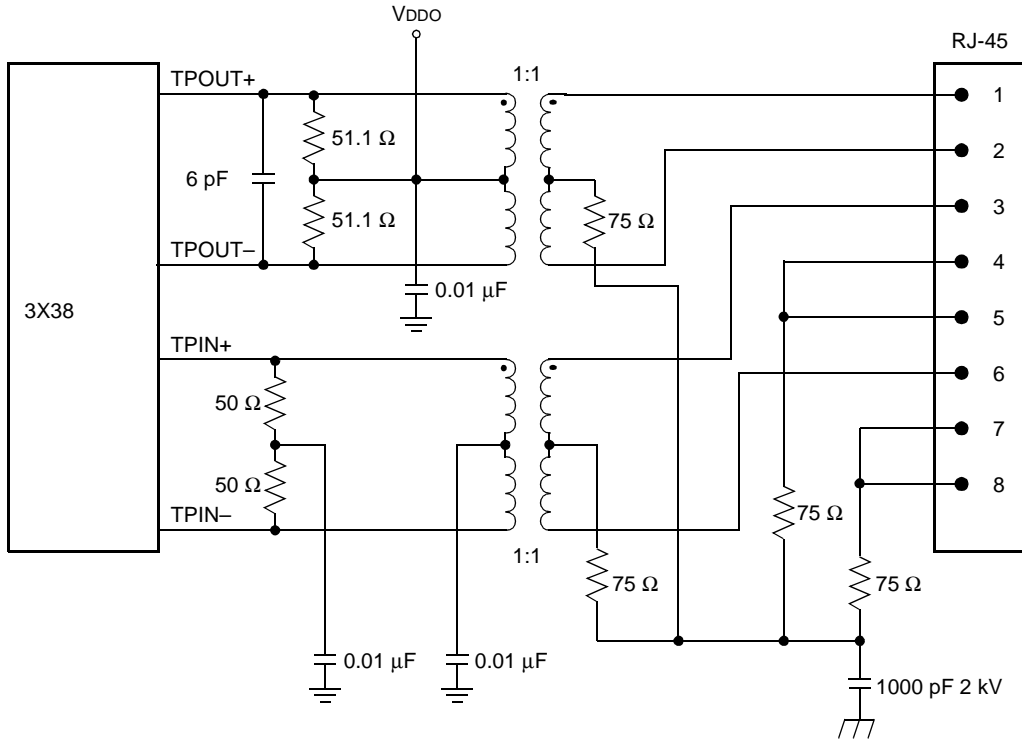 VDDO
RJ-45
1:1
TPOUT+
1
51.1 Ω
2
6 pF
3
51.1 Ω
75 Ω
TPOUT–
4
0.01 μF
3X38
5
TPIN+
6
50 Ω
7
50 Ω
8
TPIN–
75 Ω
1:1
75 Ω
75 Ω
0.01 μF
0.01 μF
1000 pF 2 kV